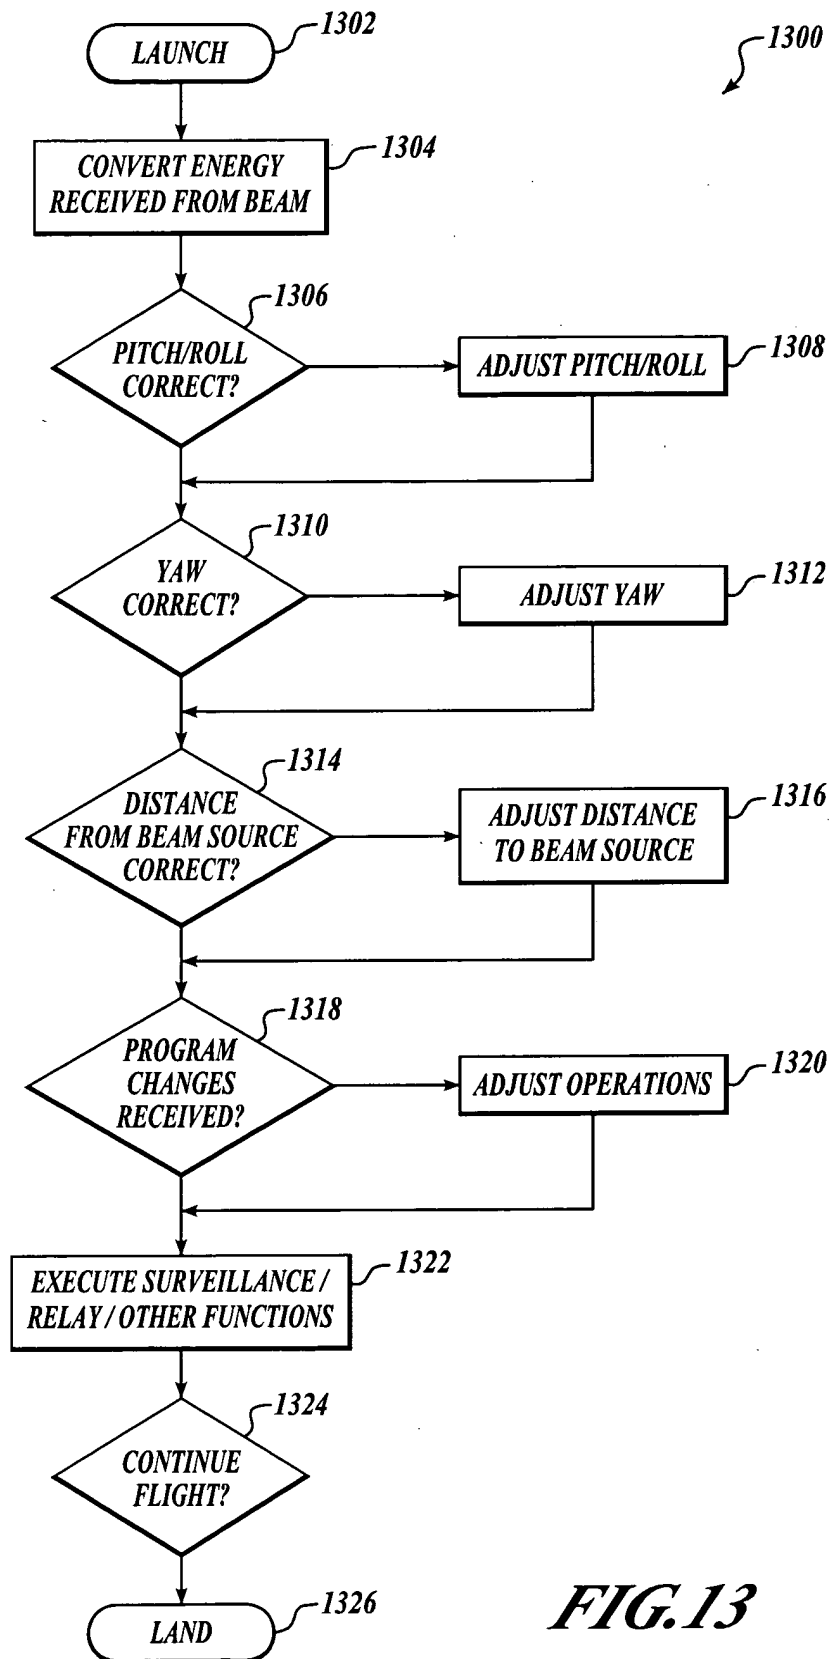 1302
LAUNCH
1300
1304
CONVERT ENERGY
RECEIVED FROM BEAM
1306
PITCH/ROLL
CORRECT?
ADJUST PITCH/ROLL
1308
1310
YAW
CORRECT?
ADJUST YAW
1312
1314
DISTANCE
FROM BEAM SOURCE
CORRECT?
ADJUST DISTANCE
TO BEAM SOURCE
1316
1318
PROGRAM
CHANGES
RECEIVED?
ADJUST OPERATIONS
1320
EXECUTE SURVEILLANCE /
RELAY / OTHER FUNCTIONS
1322
1324
CONTINUE
FLIGHT?
1326
LAND
FIG.13